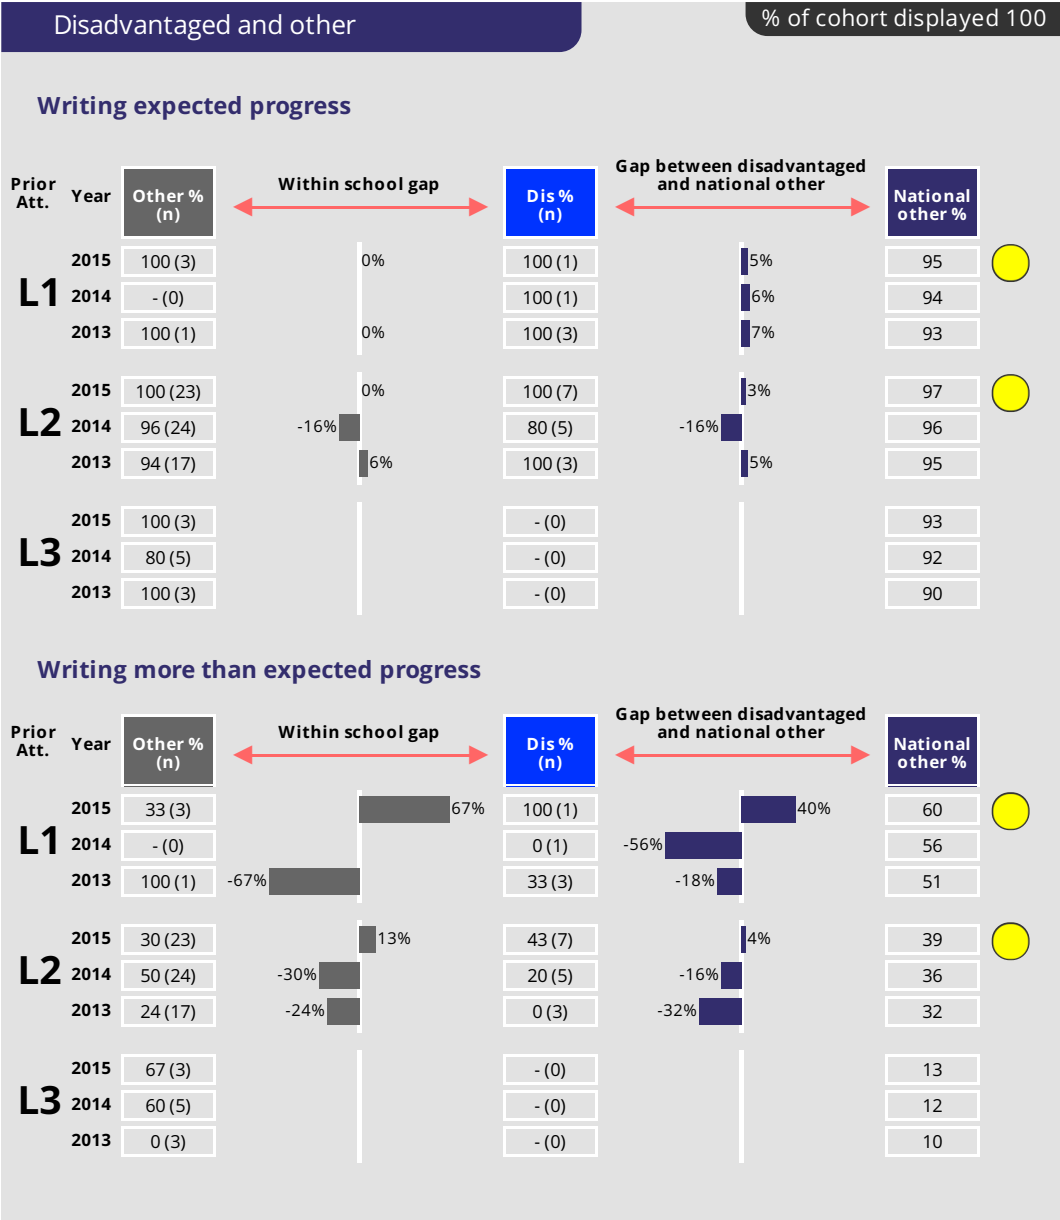 Disadvantaged and other
% of cohort displayed 100
Writing expected progress
Prior Att. Year Other % (n) Within school gap Dis % (n) Gap between disadvantaged and national other National other %
L1
2015 100 (3) 0% 100 (1) 5% 95
2014 - (0) 100 (1) 6% 94
2013 100 (1) 0% 100 (3) 7% 93
L2
2015 100 (23) 0% 100 (7) 3% 97
2014 96 (24) -16% 80 (5) -16% 96
2013 94 (17) 6% 100 (3) 5% 95
L3
2015 100 (3) - (0) 93
2014 80 (5) - (0) 92
2013 100 (3) - (0) 90
Writing more than expected progress
Prior Att. Year Other % (n) Within school gap Dis % (n) Gap between disadvantaged and national other National other %
L1
2015 33 (3) 67% 100 (1) 40% 60
2014 - (0) 0 (1) -56% 56
2013 100 (1) -67% 33 (3) -18% 51
L2
2015 30 (23) 13% 43 (7) 4% 39
2014 50 (24) -30% 20 (5) -16% 36
2013 24 (17) -24% 0 (3) -32% 32
L3
2015 67 (3) - (0) 13
2014 60 (5) - (0) 12
2013 0 (3) - (0) 10